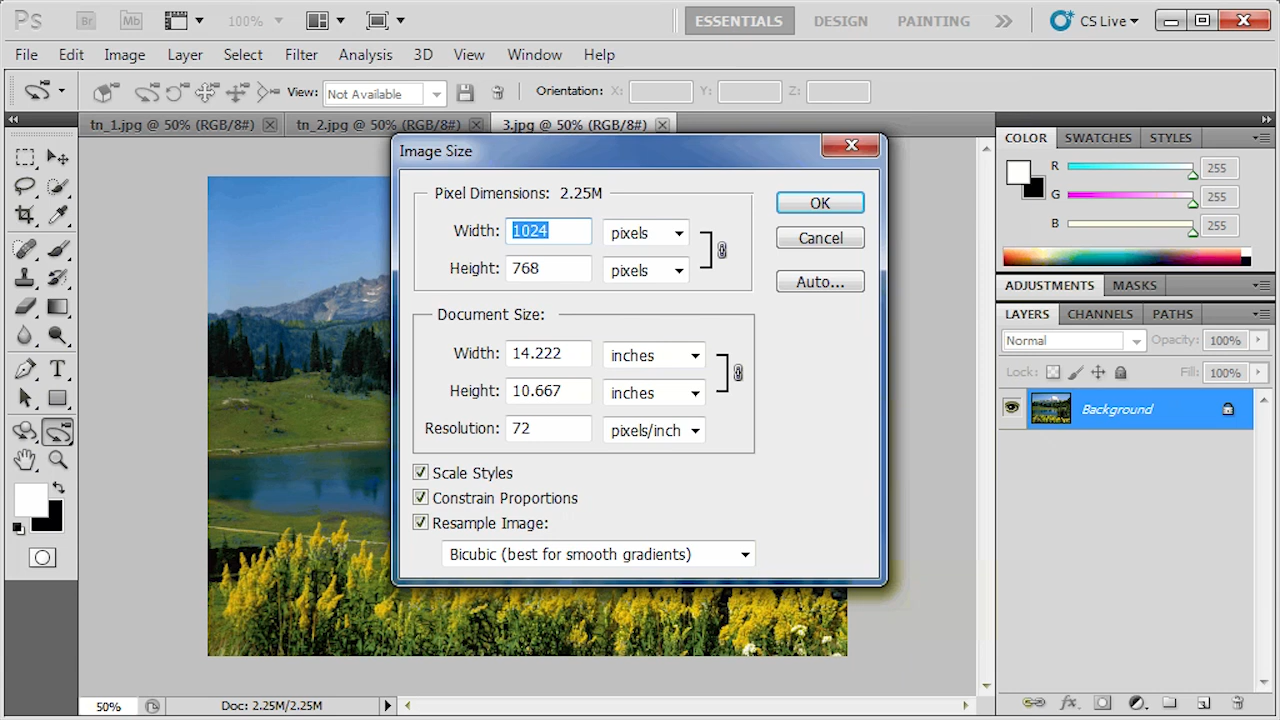 Ps Br Mb 100% ESSENTIALS DESIGN PAINTING CS Live
File Edit Image Layer Select Filter Analysis 3D View Window Help
View: Not Available Orientation: X: Y: Z:
tn_1.jpg @ 50% (RGB/8#) tn_2.jpg @ 50% (RGB/8#) 3.jpg @ 50% (RGB/8#)
Image Size
Pixel Dimensions: 2.25M
Width: 1024 pixels
Height: 768 pixels
Document Size:
Width: 14.222 inches
Height: 10.667 inches
Resolution: 72 pixels/inch
Scale Styles
Constrain Proportions
Resample Image:
Bicubic (best for smooth gradients)
OK
Cancel
Auto...
COLOR SWATCHES STYLES
R 255
G 255
B 255
ADJUSTMENTS MASKS
LAYERS CHANNELS PATHS
Normal Opacity: 100%
Lock: Fill: 100%
Background
T
50% Doc: 2.25M/2.25M
fx